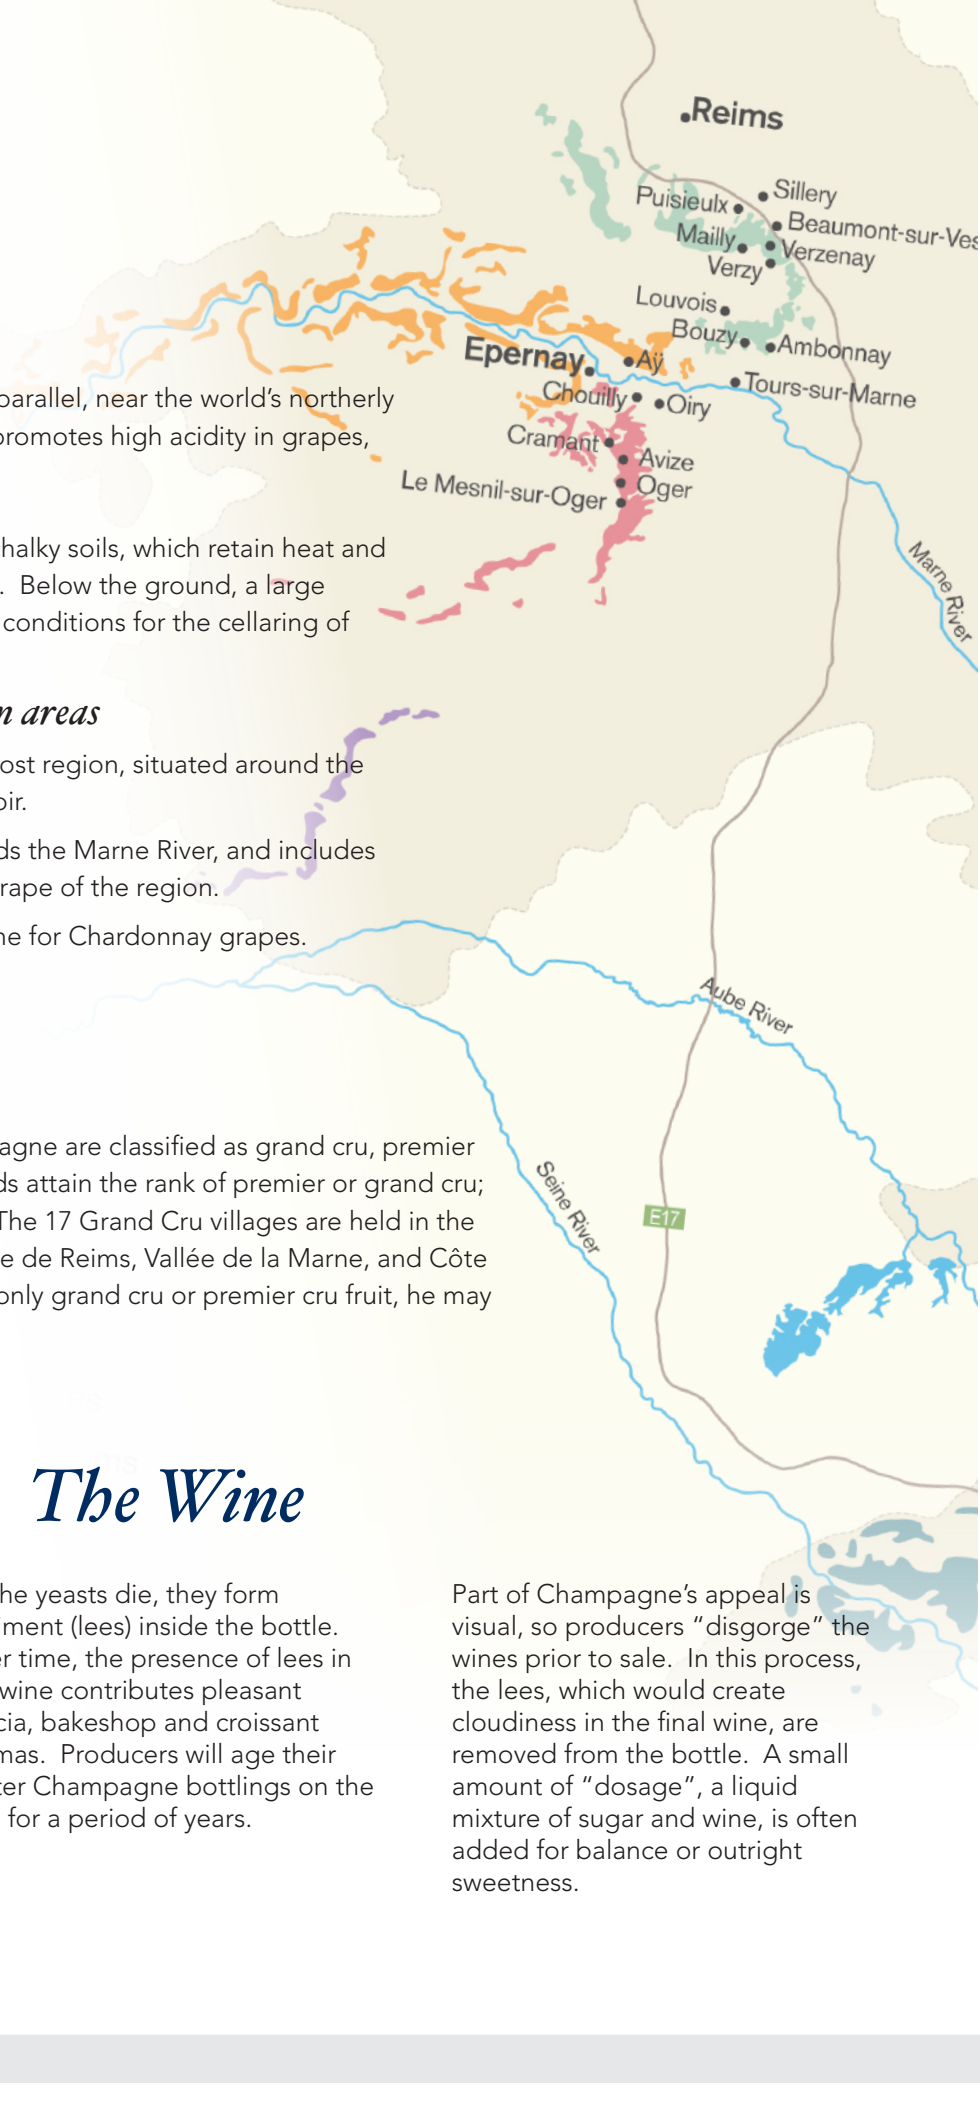 Reims
Sillery
Puisieulx
Beaumont-sur-Ves
Mailly
Verzenay
Verzy
Louvois
Bouzy
Ambonnay
Epernay
Aÿ
Tours-sur-Marne
Chouilly
Oiry
Cramant
Avize
Oger
Le Mesnil-sur-Oger
Marne River
parallel, near the world’s northerly
promotes high acidity in grapes,
halky soils, which retain heat and
. Below the ground, a large
conditions for the cellaring of
n areas
ost region, situated around the
oir.
ds the Marne River, and includes
rape of the region.
ne for Chardonnay grapes.
Aube River
agne are classified as grand cru, premier
ds attain the rank of premier or grand cru;
The 17 Grand Cru villages are held in the
e de Reims, Vallée de la Marne, and Côte
only grand cru or premier cru fruit, he may
Seine River
E17
The Wine
he yeasts die, they form
iment (lees) inside the bottle.
er time, the presence of lees in
wine contributes pleasant
cia, bakeshop and croissant
mas. Producers will age their
ter Champagne bottlings on the
for a period of years.
Part of Champagne’s appeal is
visual, so producers “disgorge” the
wines prior to sale. In this process,
the lees, which would create
cloudiness in the final wine, are
removed from the bottle. A small
amount of “dosage”, a liquid
mixture of sugar and wine, is often
added for balance or outright
sweetness.